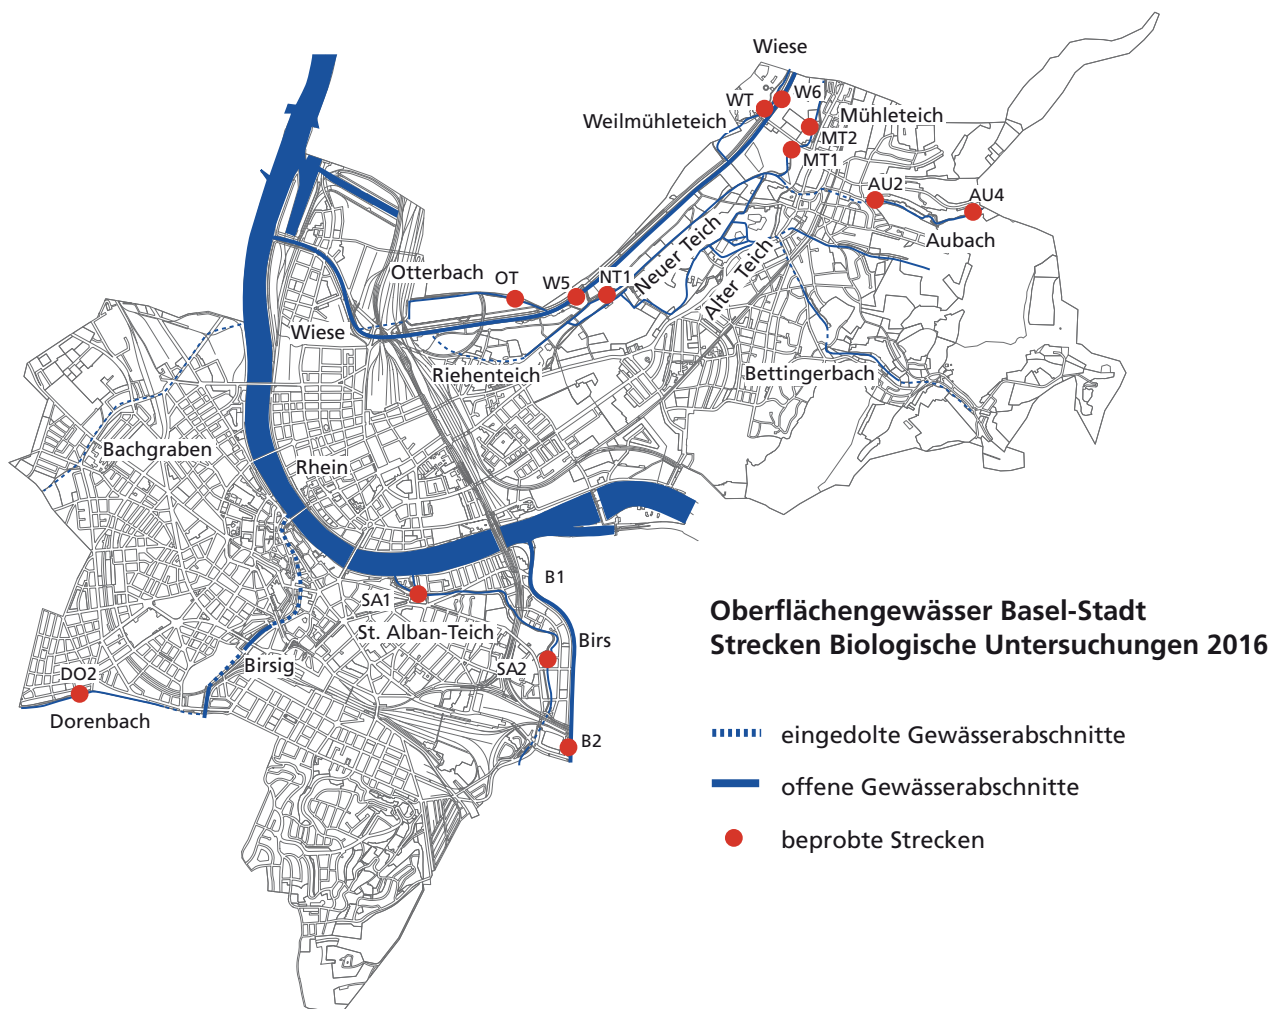 Wiese
WT
W6
Weilmühleteich
Mühleteich
MT2
MT1
AU2
AU4
Aubach
Neuer Teich
Alter Teich
Otterbach
OT
W5
NT1
Wiese
Riehenteich
Bettingerbach
Bachgraben
Rhein
B1
SA1
St. Alban-Teich
Birs
SA2
Birsig
DO2
Dorenbach
B2
Oberflächengewässer Basel-Stadt
Strecken Biologische Untersuchungen 2016
eingedolte Gewässerabschnitte
offene Gewässerabschnitte
beprobte Strecken